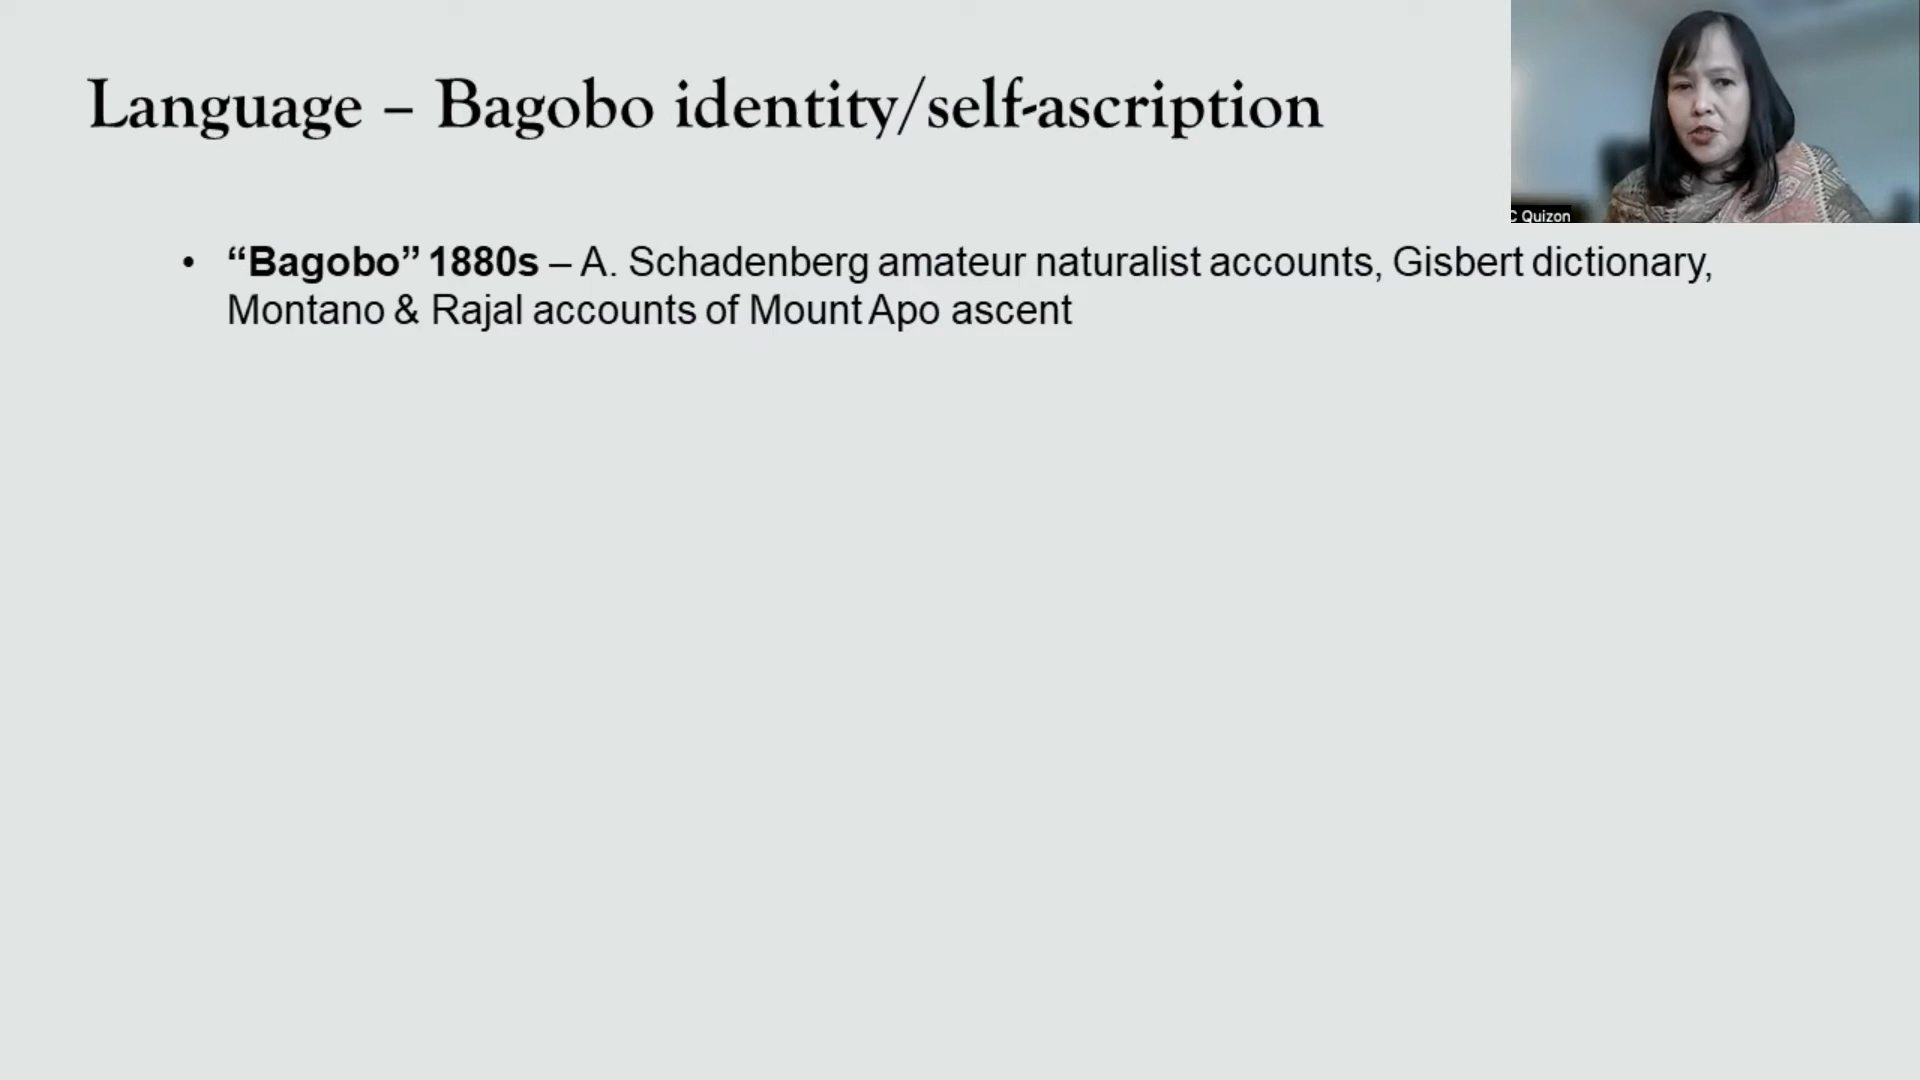 Language – Bagobo identity/self-ascription
C Quizon
• “Bagobo” 1880s – A. Schadenberg amateur naturalist accounts, Gisbert dictionary,
Montano & Rajal accounts of Mount Apo ascent